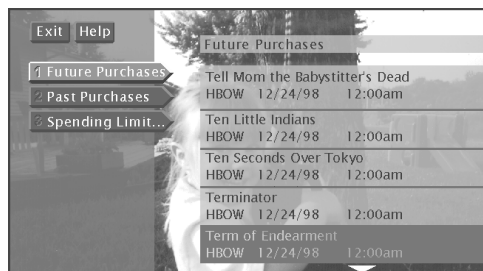 Exit Help
1 Future Purchases
2 Past Purchases
3 Spending Limit...
Future Purchases
Tell Mom the Babystitter's Dead
HBOW 12/24/98 12:00am
Ten Little Indians
HBOW 12/24/98 12:00am
Ten Seconds Over Tokyo
HBOW 12/24/98 12:00am
Terminator
HBOW 12/24/98 12:00am
Term of Endearment
HBOW 12/24/98 12:00am